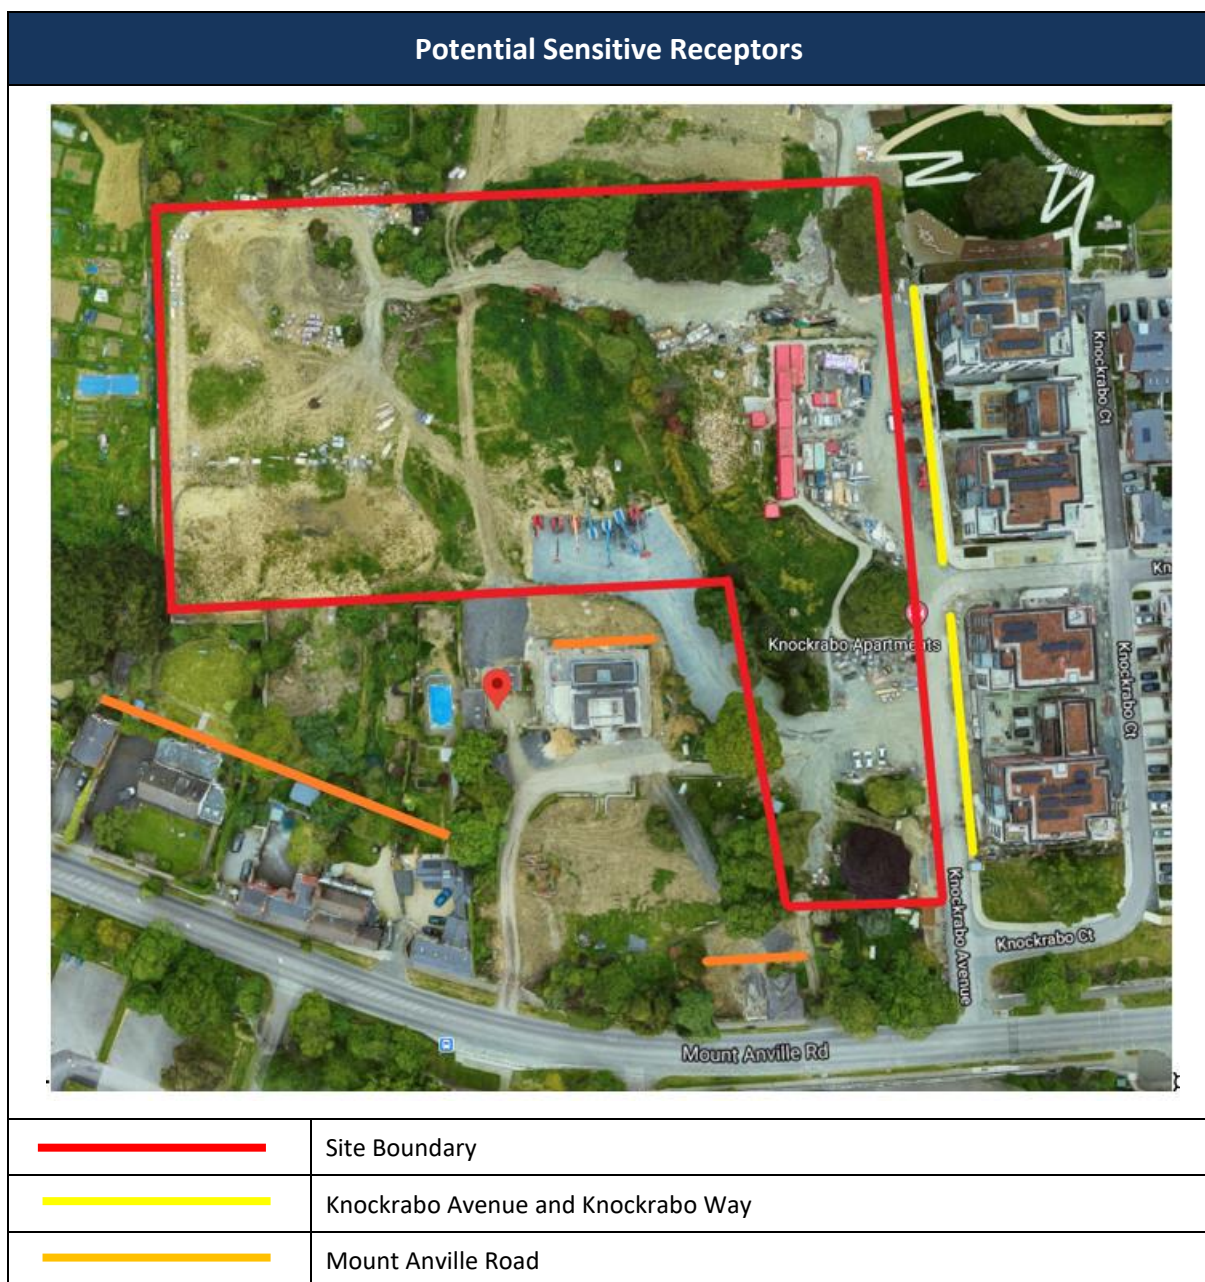 Potential Sensitive Receptors
Knockrabo Ct
Kn
Knockrabo Apartments
Knockrabo Ct
Knockrabo Avenue
Knockrabo Ct
Mount Anville Rd
Site Boundary
Knockrabo Avenue and Knockrabo Way
Mount Anville Road